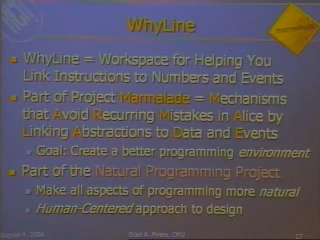 WhyLine
WhyLine = Workspace for Helping You
Link Instructions to Numbers and Events
Part of Project Marmalade = Mechanisms
that Avoid Recurring Mistakes in Alice by
Linking Abstractions to Data and Events
Goal: Create a better programming environment
Part of the Natural Programming Project
Make all aspects of programming more natural
Human-Centered approach to design
August 4, 2004
Brad A. Myers, CMU
17